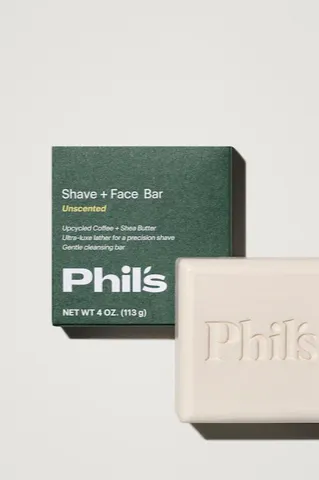 Shave + Face Bar
Unscented
Upcycled Coffee + Shea Butter
Ultra-luxe lather for a precision shave
Gentle cleansing bar
Phil's
NET WT 4 OZ. (113 g)
Phil's